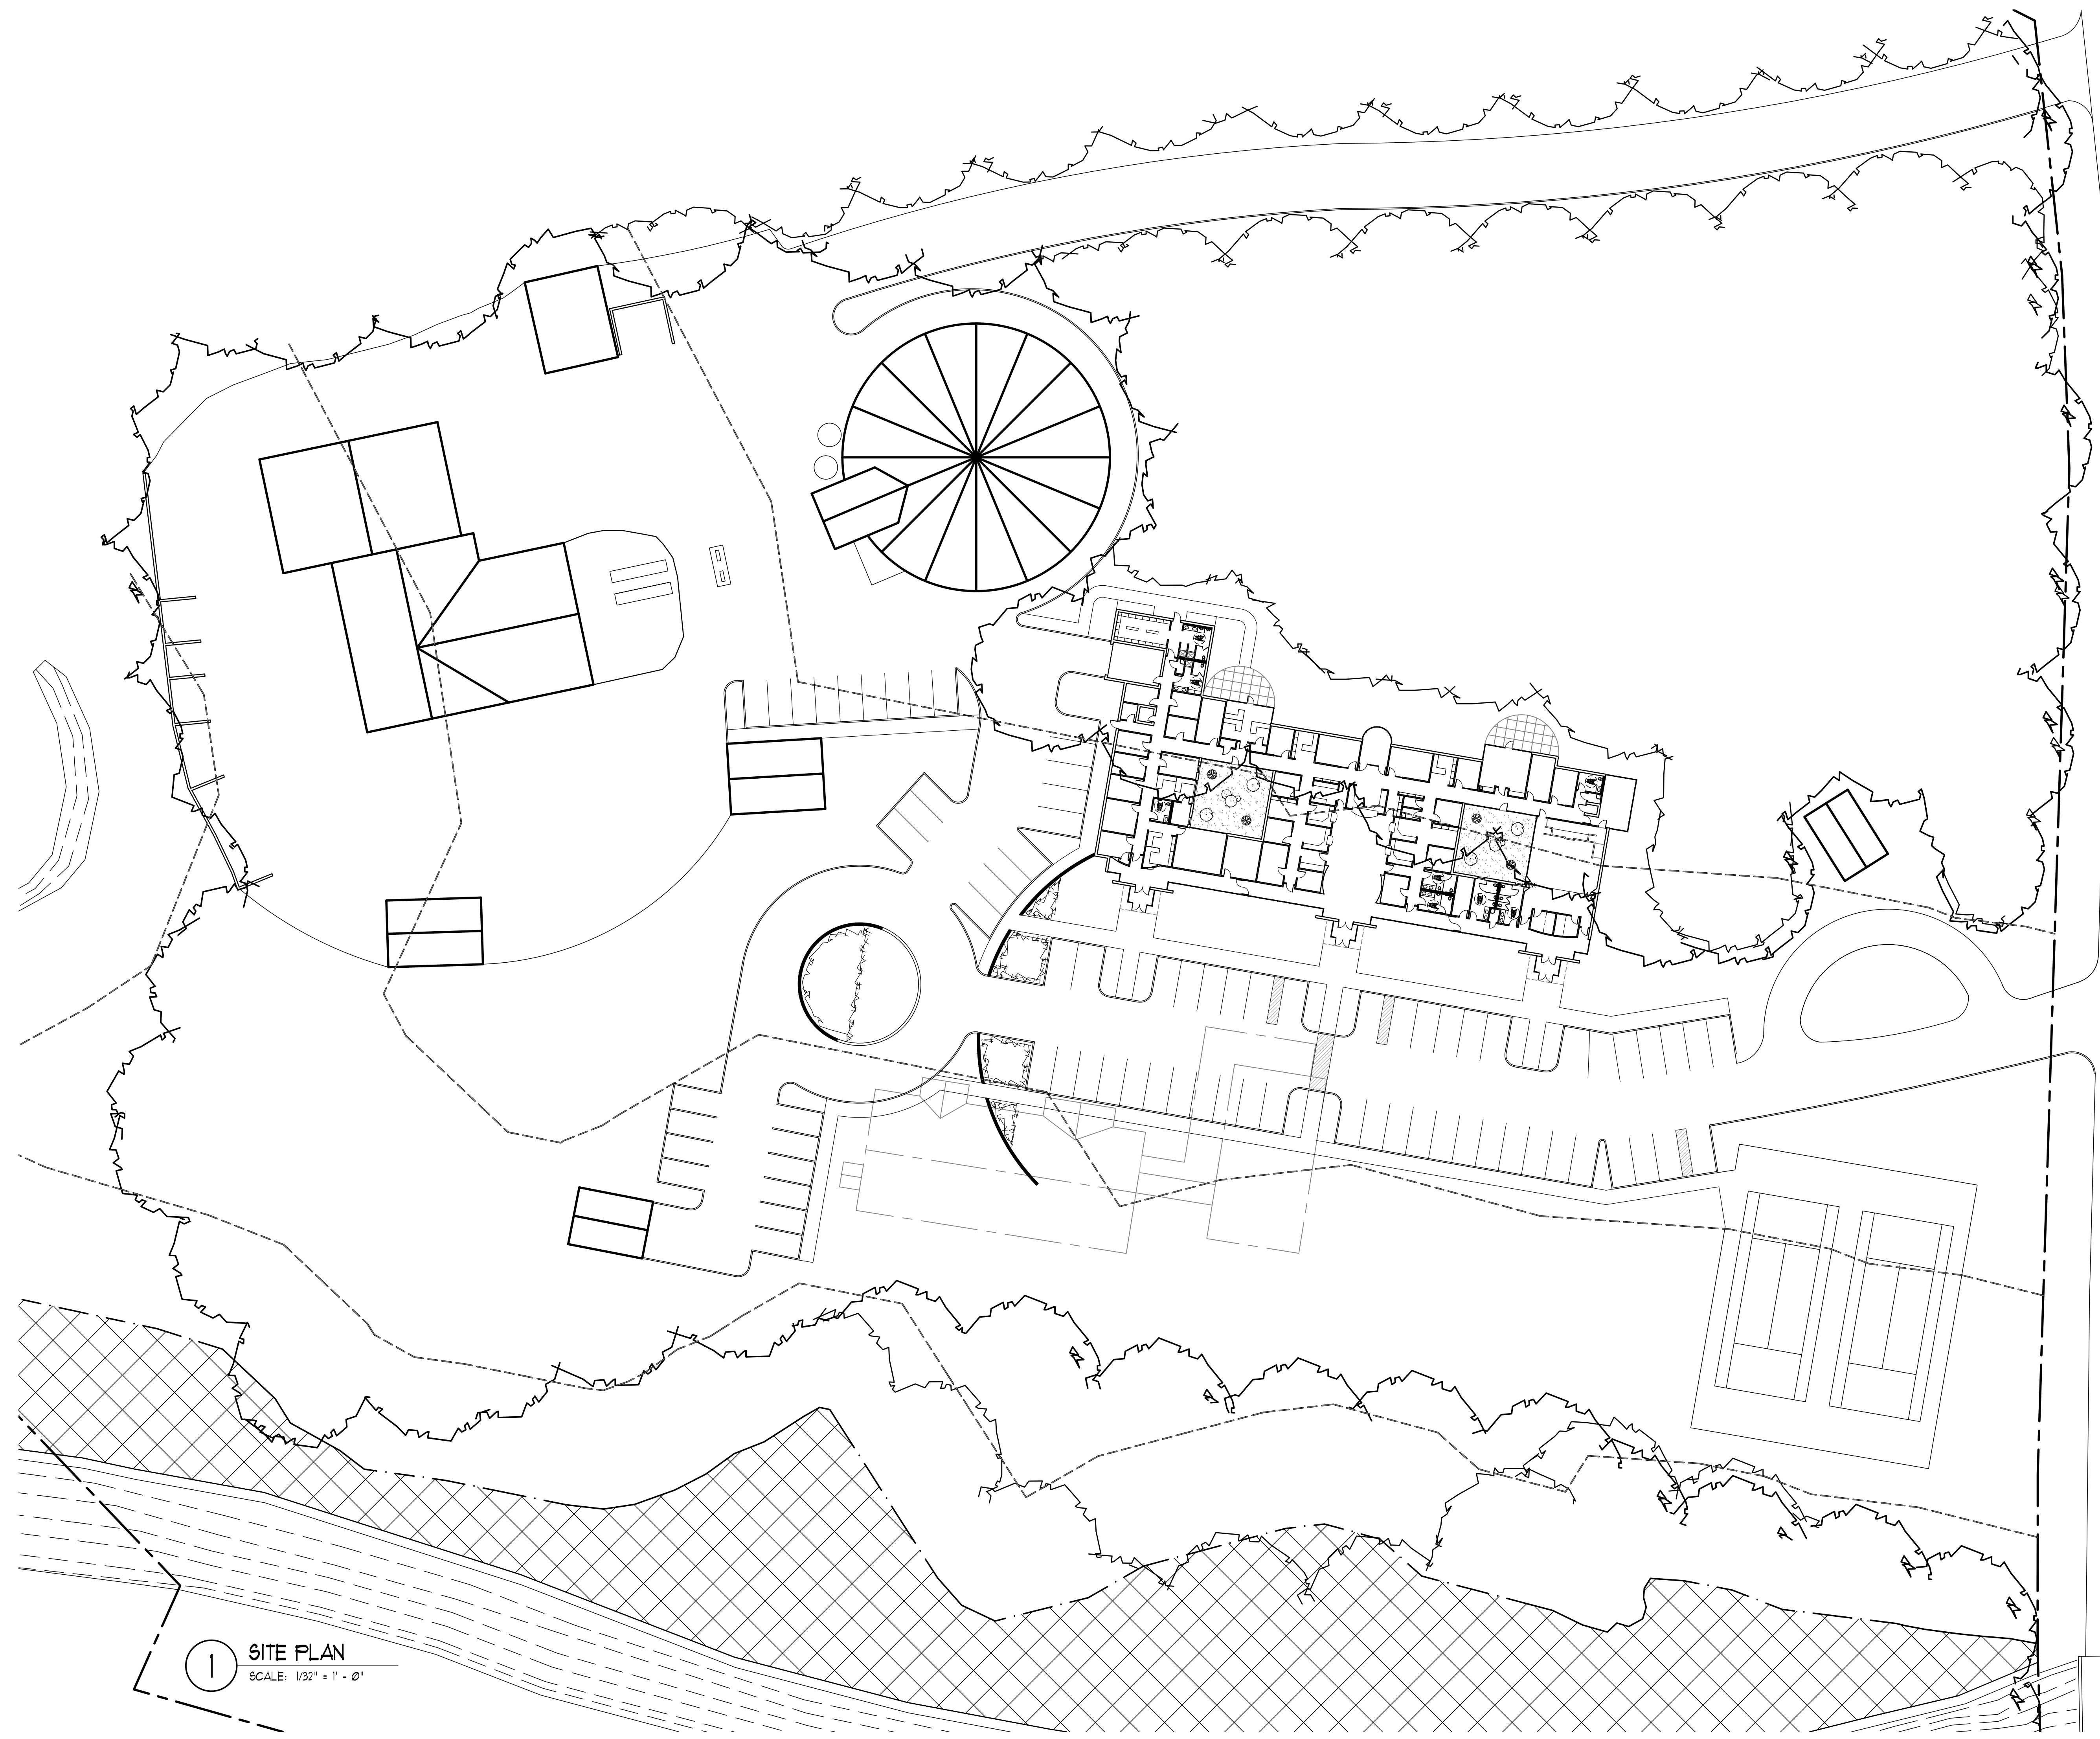 1
SITE PLAN
SCALE: 1/32" = 1' - 0"